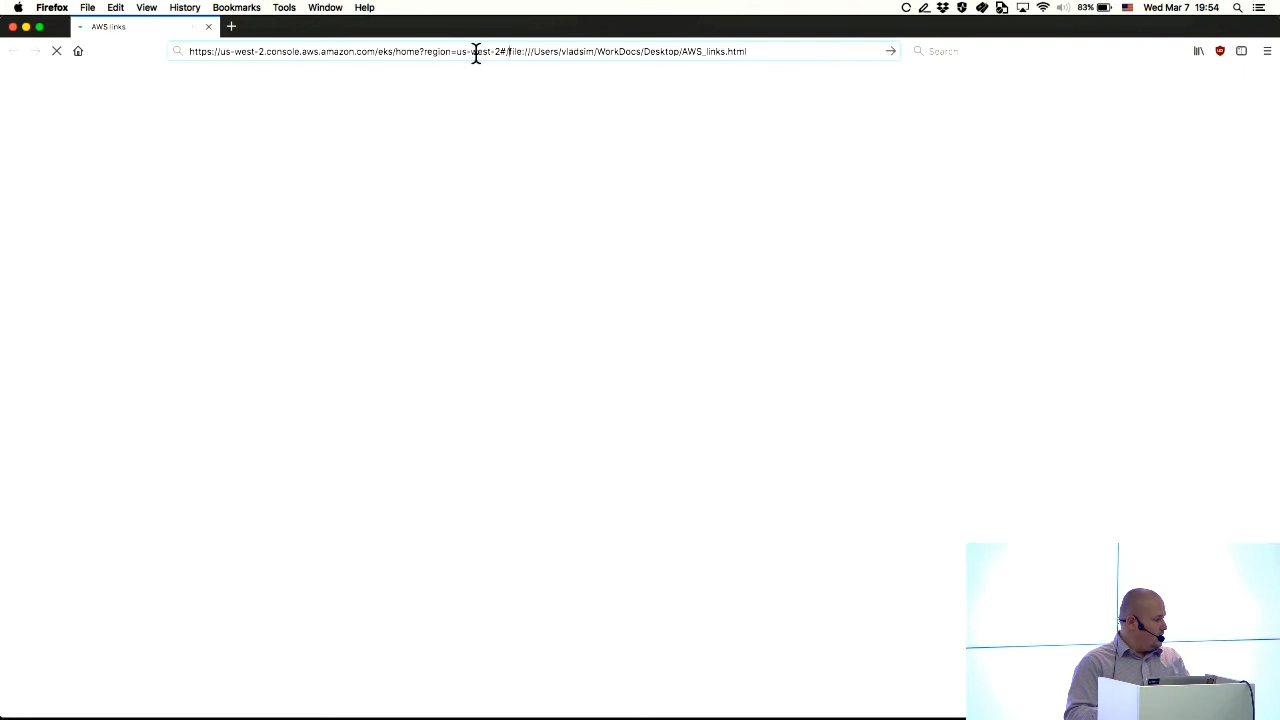 Firefox File Edit View History Bookmarks Tools Window Help 83% Wed Mar 7 19:54
AWS links
https://us-west-2.console.aws.amazon.com/eks/home?region=us-west-2#/file:///Users/vladsim/WorkDocs/Desktop/AWS_links.html
Search